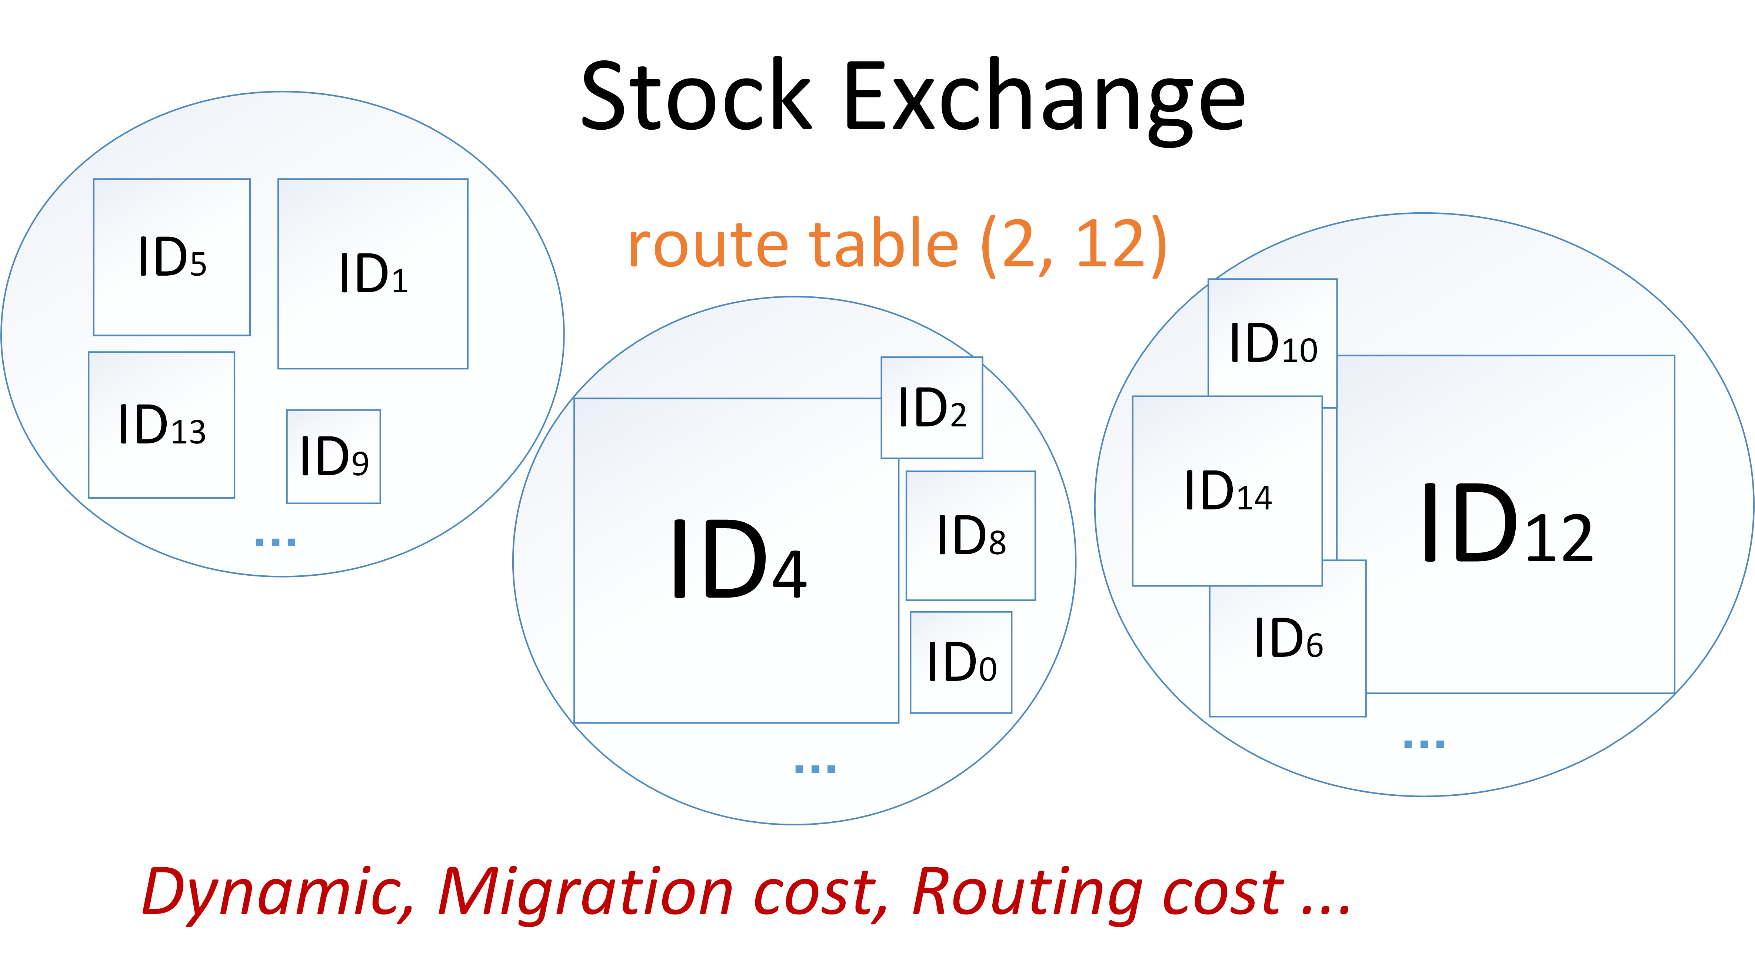 Stock Exchange
route table (2, 12)
ID5
ID1
ID13
ID9
...
ID2
ID4
ID8
ID0
...
ID10
ID14
ID12
ID6
...
Dynamic, Migration cost, Routing cost ...